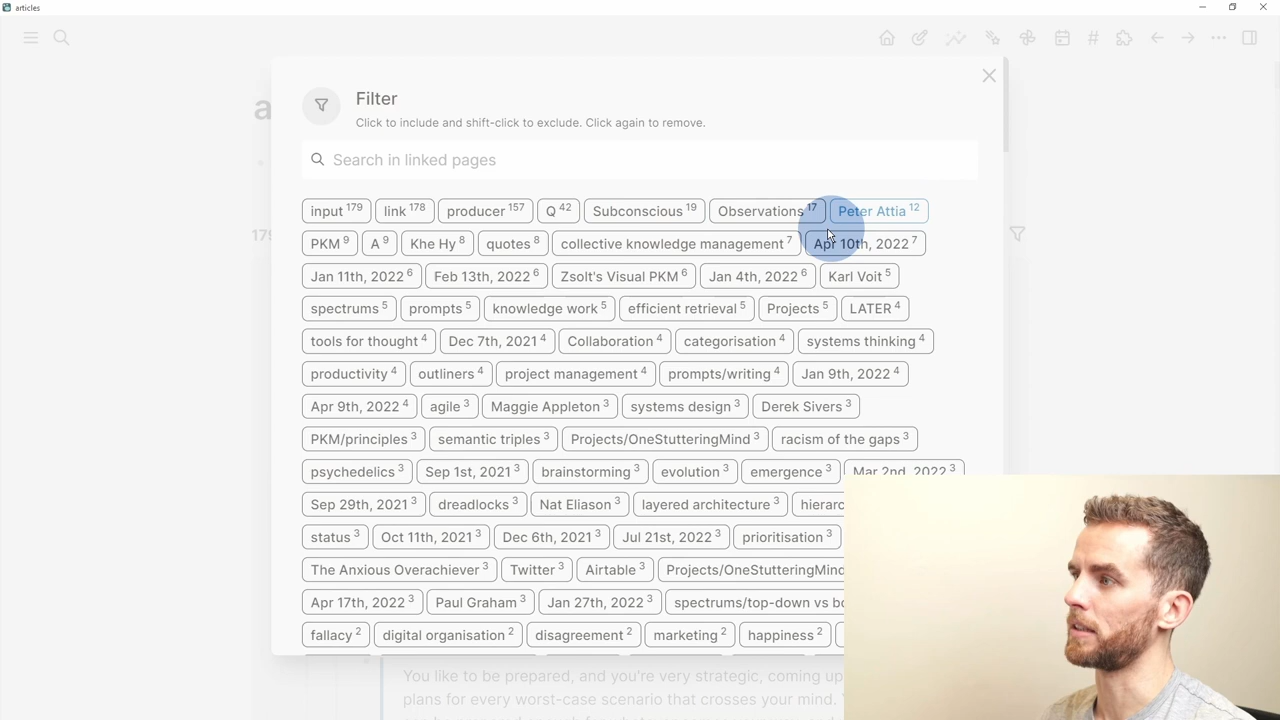 articles
Filter
Click to include and shift-click to exclude. Click again to remove.
Search in linked pages
input 179 link 178 producer 157 Q 42 Subconscious 19 Observations 17 Peter Attia 12
PKM 9 A 9 Khe Hy 8 quotes 8 collective knowledge management 7 Apr 10th, 2022 7
Jan 11th, 2022 6 Feb 13th, 2022 6 Zsolt's Visual PKM 6 Jan 4th, 2022 6 Karl Voit 5
spectrums 5 prompts 5 knowledge work 5 efficient retrieval 5 Projects 5 LATER 4
tools for thought 4 Dec 7th, 2021 4 Collaboration 4 categorisation 4 systems thinking 4
productivity 4 outliners 4 project management 4 prompts/writing 4 Jan 9th, 2022 4
Apr 9th, 2022 4 agile 3 Maggie Appleton 3 systems design 3 Derek Sivers 3
PKM/principles 3 semantic triples 3 Projects/OneStutteringMind 3 racism of the gaps 3
psychedelics 3 Sep 1st, 2021 3 brainstorming 3 evolution 3 emergence 3 Mar 2nd, 2022 3
Sep 29th, 2021 3 dreadlocks 3 Nat Eliason 3 layered architecture 3 hierarc
status 3 Oct 11th, 2021 3 Dec 6th, 2021 3 Jul 21st, 2022 3 prioritisation 3
The Anxious Overachiever 3 Twitter 3 Airtable 3 Projects/OneStutteringMind
Apr 17th, 2022 3 Paul Graham 3 Jan 27th, 2022 3 spectrums/top-down vs bo
fallacy 2 digital organisation 2 disagreement 2 marketing 2 happiness 2
You like to be prepared, and you're very strategic, coming up
plans for every worst-case scenario that crosses your mind.